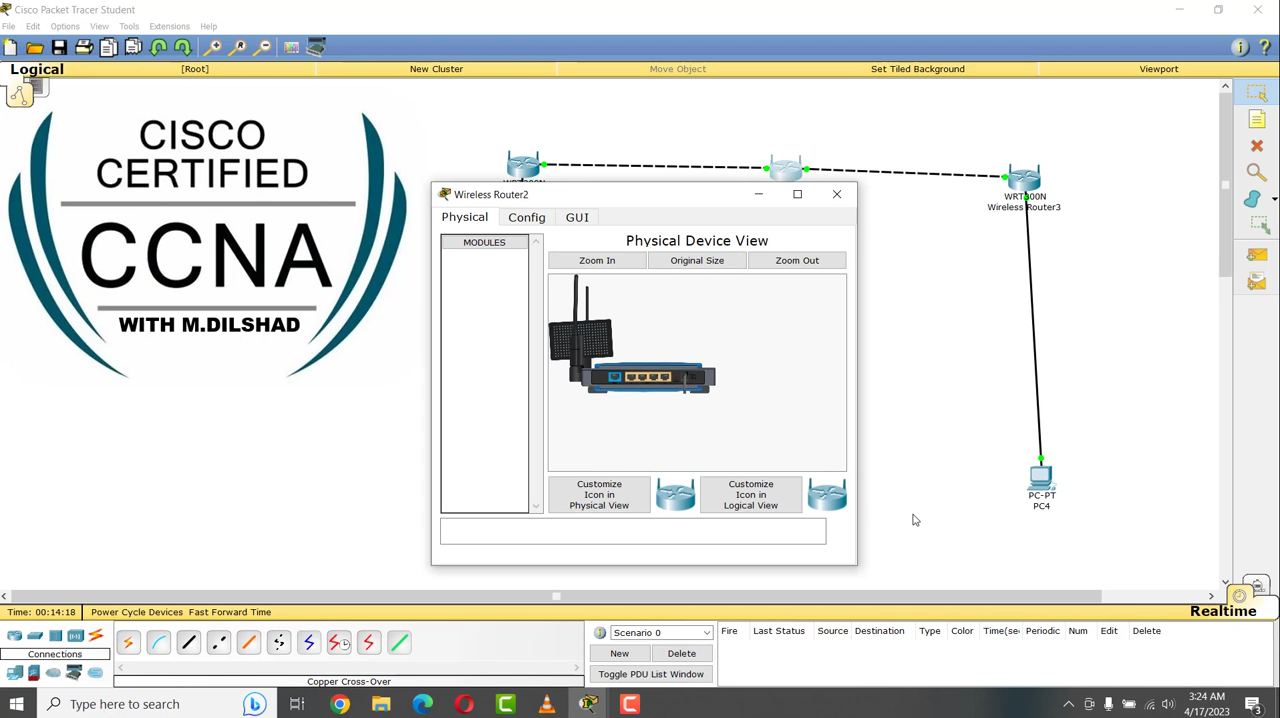 Cisco Packet Tracer Student
File Edit Options View Tools Extensions Help
Logical [Root] New Cluster Move Object Set Tiled Background Viewport
CISCO
CERTIFIED
CCNA
WITH M.DILSHAD
WRT300N
Wireless Router3
Wireless Router2
Physical Config GUI
MODULES
Physical Device View
Zoom In Original Size Zoom Out
Customize
Icon in
Physical View
Customize
Icon in
Logical View
PC-PT
PC4
Time: 00:14:18 Power Cycle Devices Fast Forward Time
Realtime
Connections
Copper Cross-Over
Scenario 0
New Delete
Toggle PDU List Window
Fire Last Status Source Destination Type Color Time(sec Periodic Num Edit Delete
Type here to search
3:24 AM
4/17/2023
3